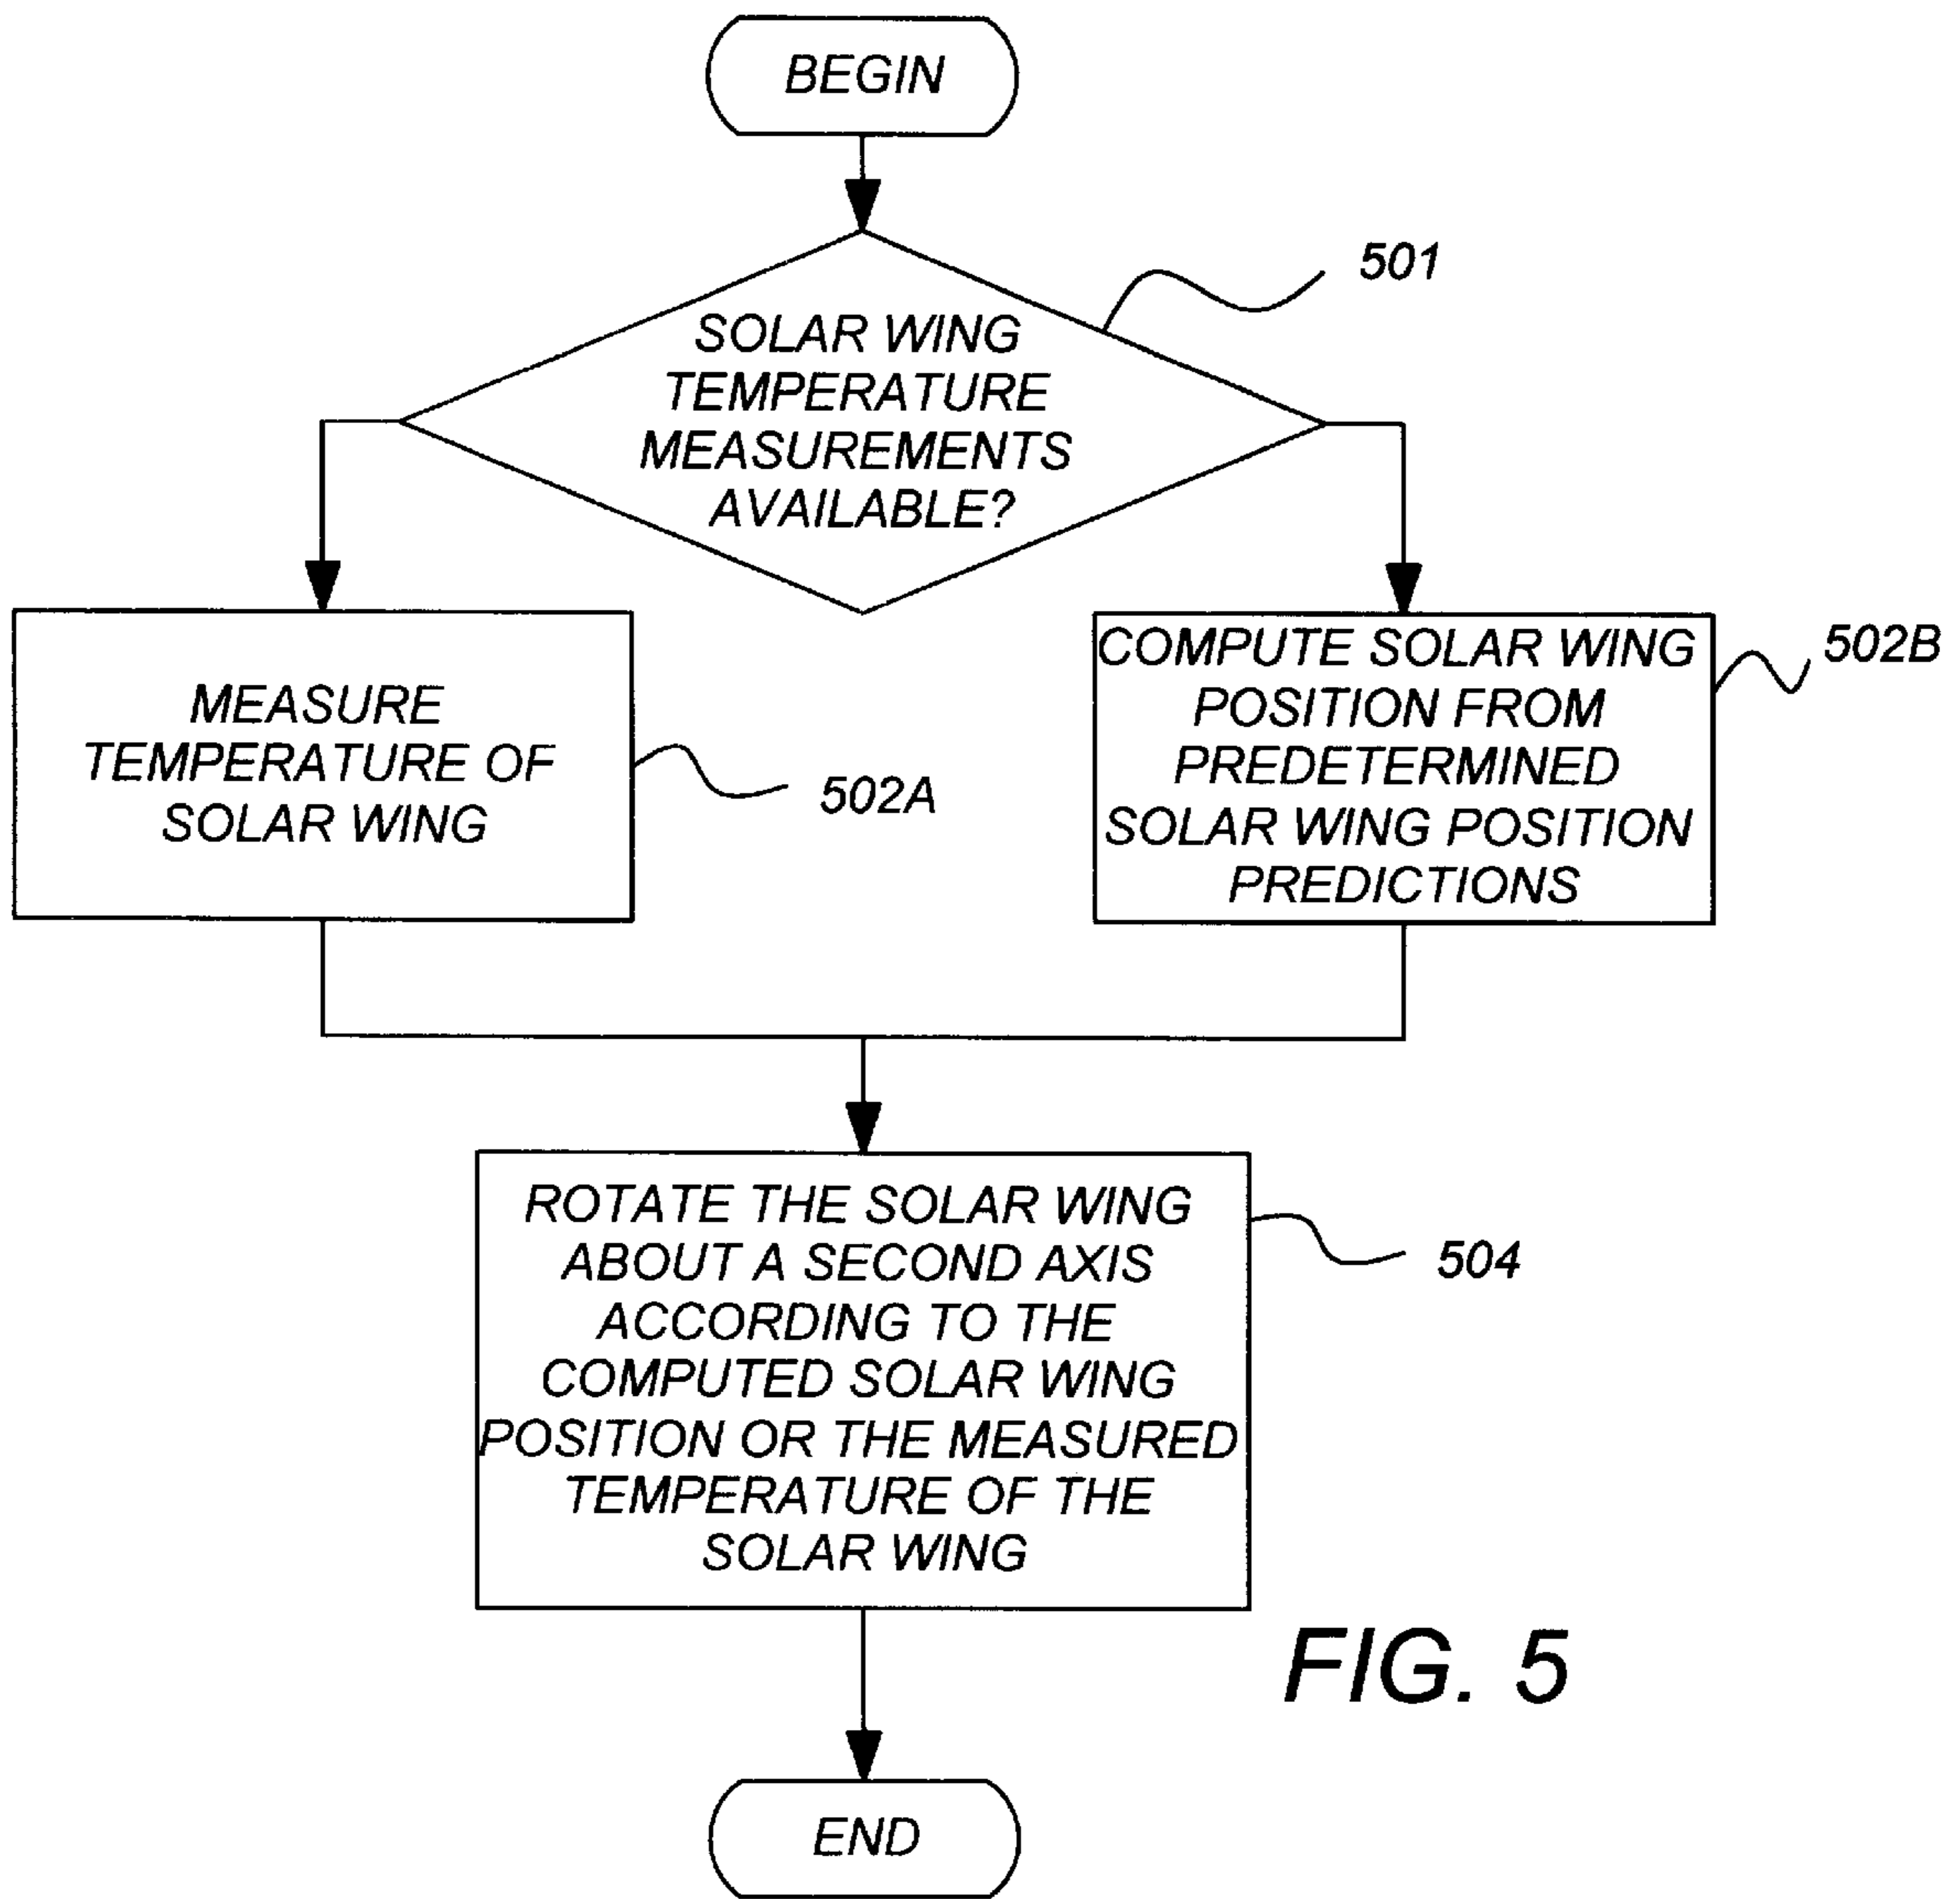 BEGIN
501
SOLAR WING
TEMPERATURE
MEASUREMENTS
AVAILABLE?
MEASURE
TEMPERATURE OF
SOLAR WING
502A
COMPUTE SOLAR WING
POSITION FROM
PREDETERMINED
SOLAR WING POSITION
PREDICTIONS
502B
ROTATE THE SOLAR WING
ABOUT A SECOND AXIS
ACCORDING TO THE
COMPUTED SOLAR WING
POSITION OR THE MEASURED
TEMPERATURE OF THE
SOLAR WING
504
FIG. 5
END